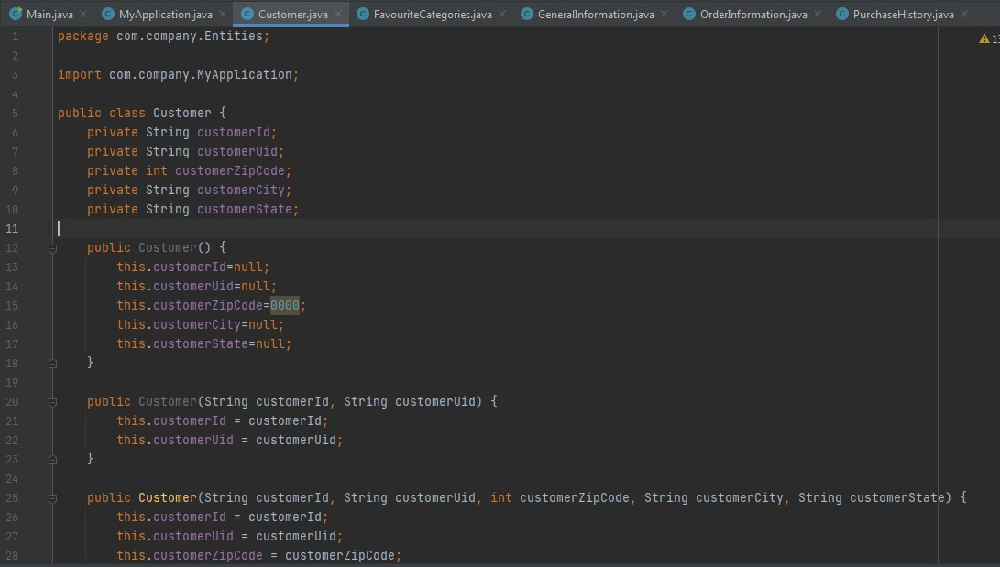 Main.java MyApplication.java Customer.java FavouriteCategories.java GeneralInformation.java OrderInformation.java PurchaseHistory.java
1 package com.company.Entities;
2
3 import com.company.MyApplication;
4
5 public class Customer {
6 private String customerId;
7 private String customerUid;
8 private int customerZipCode;
9 private String customerCity;
10 private String customerState;
11
12 public Customer() {
13 this.customerId=null;
14 this.customerUid=null;
15 this.customerZipCode=0000;
16 this.customerCity=null;
17 this.customerState=null;
18 }
19
20 public Customer(String customerId, String customerUid) {
21 this.customerId = customerId;
22 this.customerUid = customerUid;
23 }
24
25 public Customer(String customerId, String customerUid, int customerZipCode, String customerCity, String customerState) {
26 this.customerId = customerId;
27 this.customerUid = customerUid;
28 this.customerZipCode = customerZipCode;